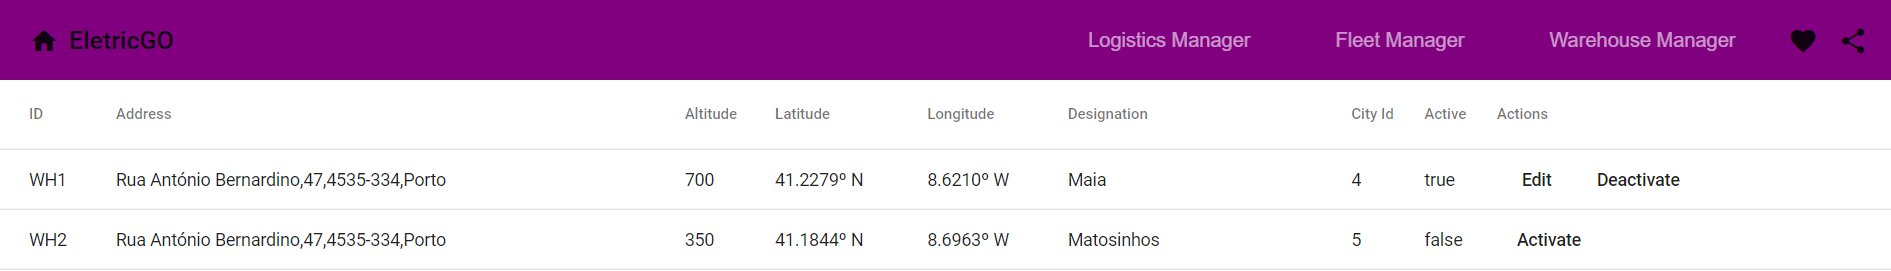 EletricGO Logistics Manager Fleet Manager Warehouse Manager
ID Address Altitude Latitude Longitude Designation City Id Active Actions
WH1 Rua António Bernardino,47,4535-334,Porto 700 41.2279º N 8.6210º W Maia 4 true Edit Deactivate
WH2 Rua António Bernardino,47,4535-334,Porto 350 41.1844º N 8.6963º W Matosinhos 5 false Activate